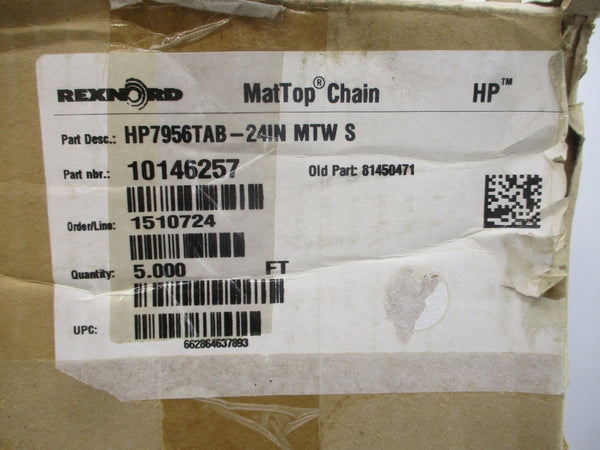 REXNORD MatTop® Chain HP™
Part Desc.: HP7956TAB-24IN MTW S
Part nbr.: 10146257 Old Part: 81450471
Order/Line: 1510724
Quantity: 5.000 FT
UPC:
662864637893